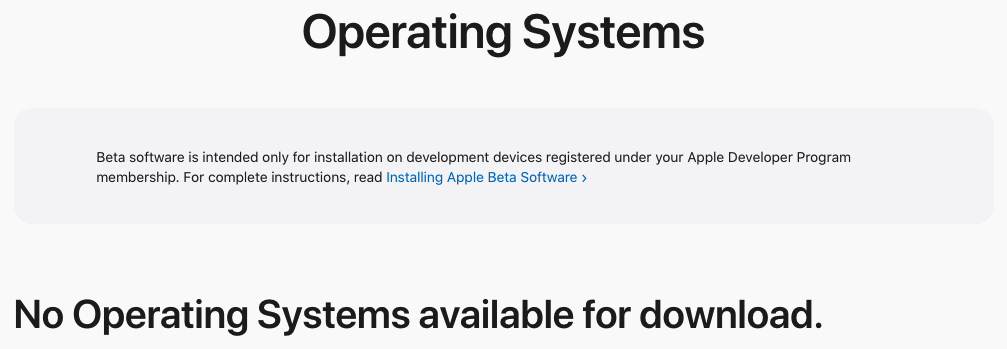 Operating Systems
Beta software is intended only for installation on development devices registered under your Apple Developer Program
membership. For complete instructions, read Installing Apple Beta Software ›
No Operating Systems available for download.